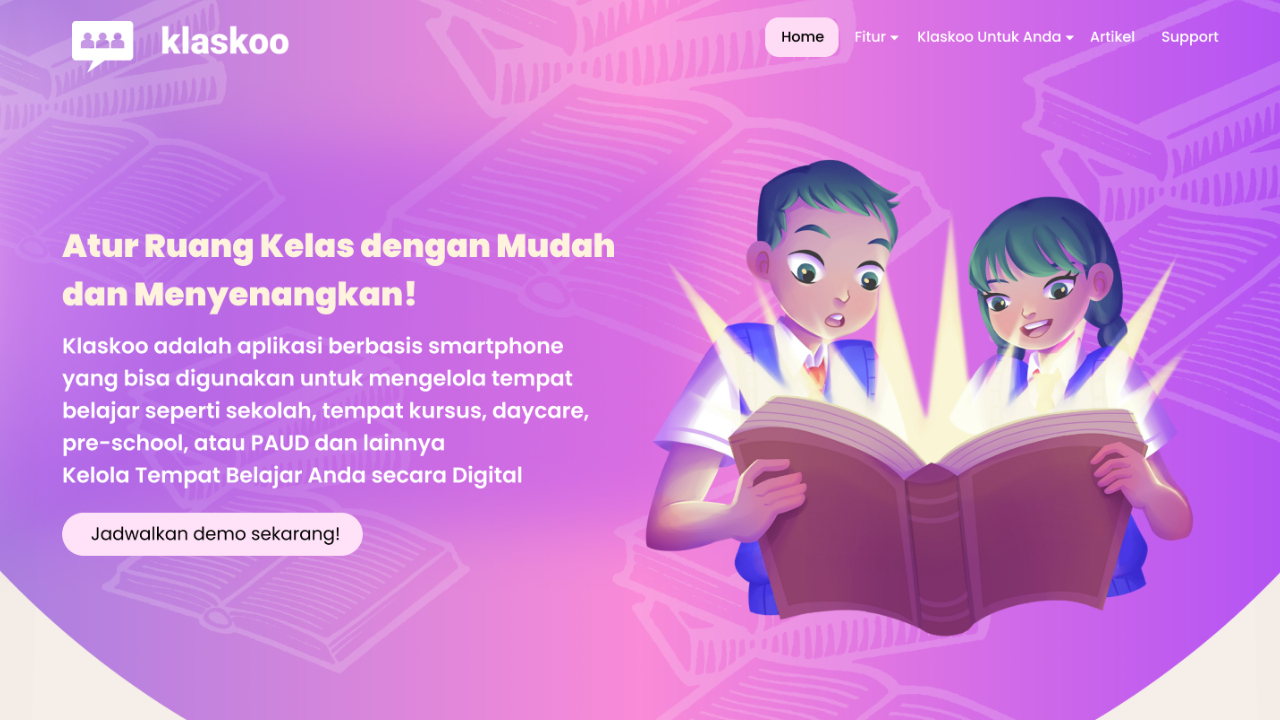 klaskoo
Home
Fitur
Klaskoo Untuk Anda
Artikel
Support
Atur Ruang Kelas dengan Mudah
dan Menyenangkan!
Klaskoo adalah aplikasi berbasis smartphone
yang bisa digunakan untuk mengelola tempat
belajar seperti sekolah, tempat kursus, daycare,
pre-school, atau PAUD dan lainnya
Kelola Tempat Belajar Anda secara Digital
Jadwalkan demo sekarang!